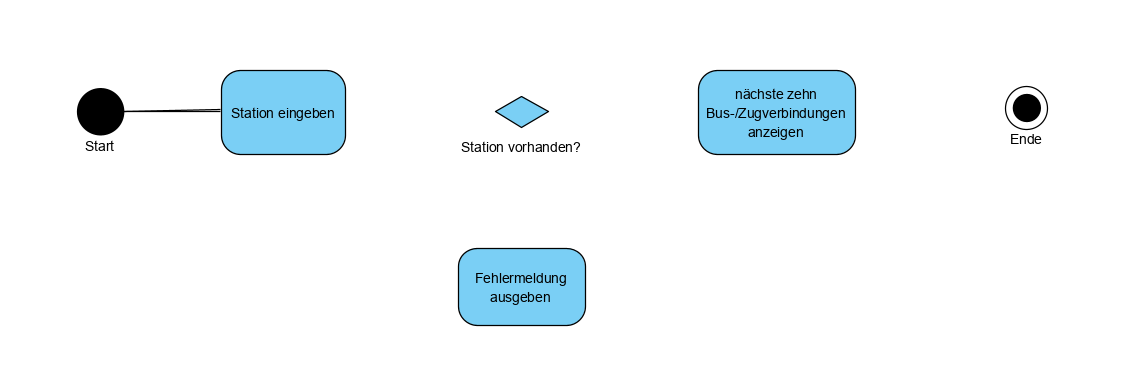 Start
Station eingeben
Station vorhanden?
nächste zehn
Bus-/Zugverbindungen
anzeigen
Ende
Fehlermeldung
ausgeben